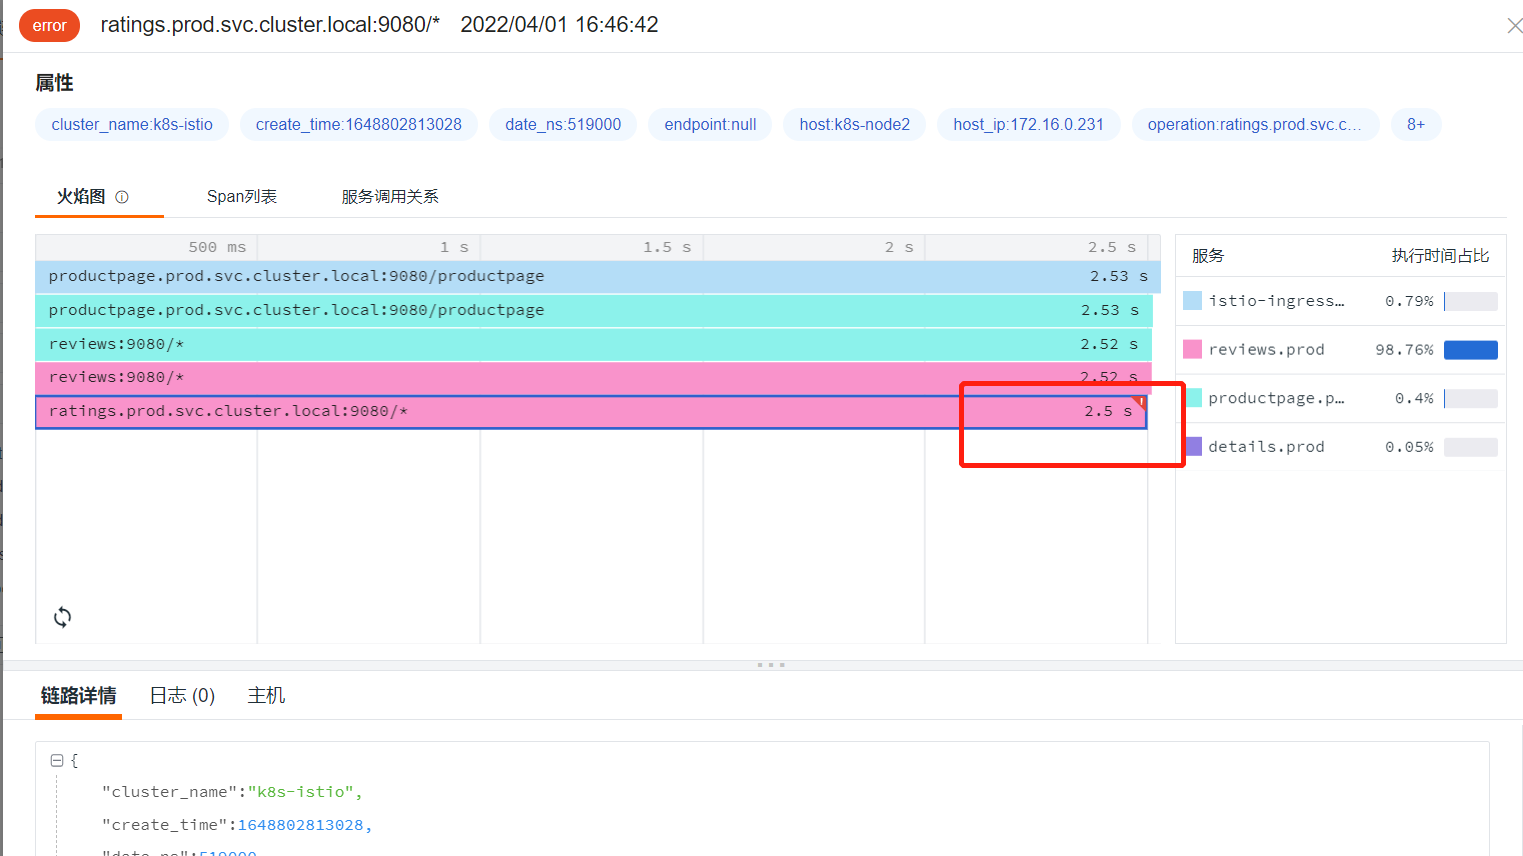 error ratings.prod.svc.cluster.local:9080/* 2022/04/01 16:46:42
属性
cluster_name:k8s-istio create_time:1648802813028 date_ns:519000 endpoint:null host:k8s-node2 host_ip:172.16.0.231 operation:ratings.prod.svc.c... 8+
火焰图 Span列表 服务调用关系
500 ms 1 s 1.5 s 2 s 2.5 s
productpage.prod.svc.cluster.local:9080/productpage 2.53 s
productpage.prod.svc.cluster.local:9080/productpage 2.53 s
reviews:9080/* 2.52 s
reviews:9080/* 2.52 s
ratings.prod.svc.cluster.local:9080/* 2.5 s
服务 执行时间占比
istio-ingress… 0.79%
reviews.prod 98.76%
productpage.p… 0.4%
details.prod 0.05%
链路详情 日志 (0) 主机
{
"cluster_name":"k8s-istio",
"create_time":1648802813028,
"date_ns":519000